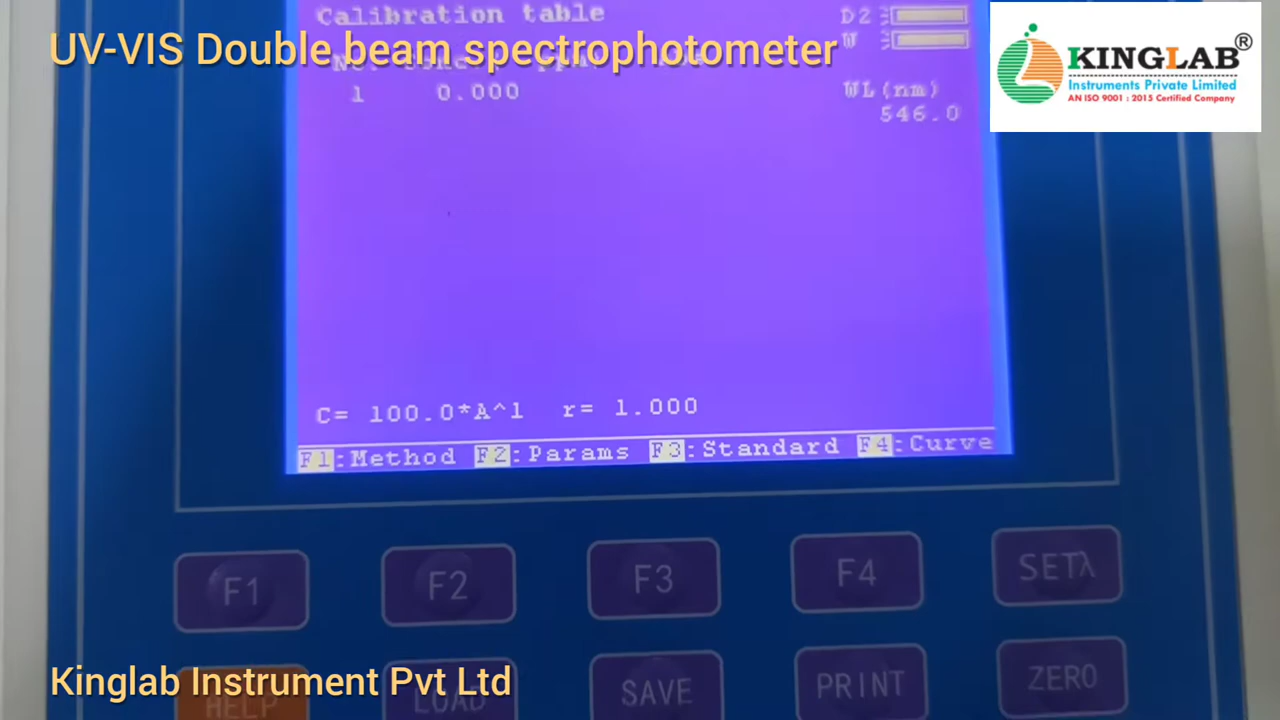 Calibration table
D2
W
UV-VIS Double beam spectrophotometer
KINGLAB®
Instruments Private Limited
AN ISO 9001 : 2015 Certified Company
1 0.000
WL(nm)
546.0
C= 100.0*A^1 r= 1.000
F1:Method F2:Params F3:Standard F4:Curve
F1 F2 F3 F4 SETλ
HELP LOAD SAVE PRINT ZERO
Kinglab Instrument Pvt Ltd